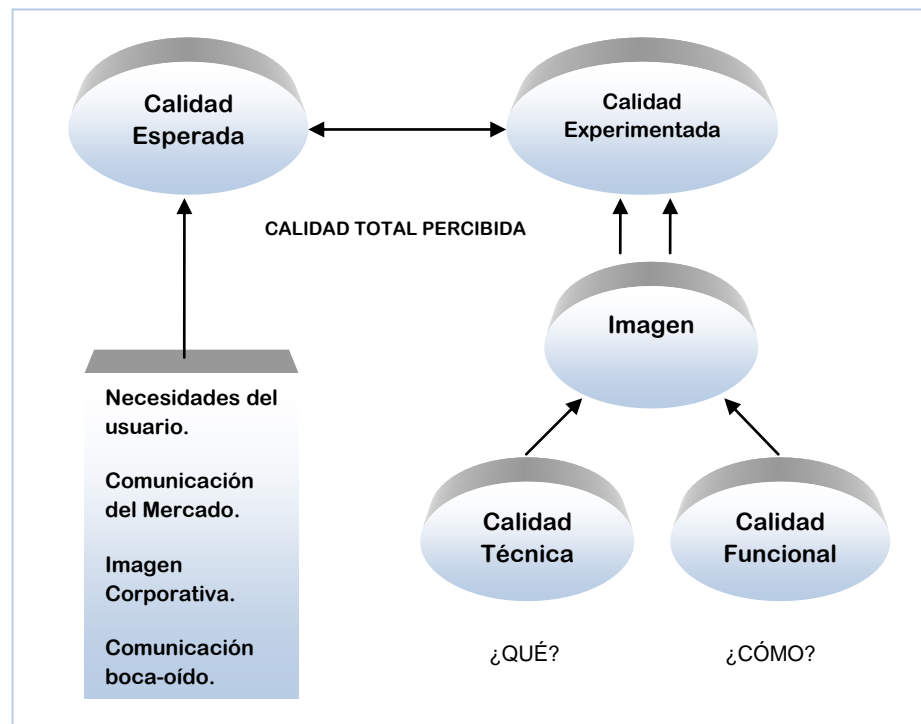 Calidad
Esperada
Calidad
Experimentada
CALIDAD TOTAL PERCIBIDA
Imagen
Necesidades del
usuario.
Comunicación
del Mercado.
Imagen
Corporativa.
Comunicación
boca-oído.
Calidad
Técnica
Calidad
Funcional
¿QUÉ?
¿CÓMO?